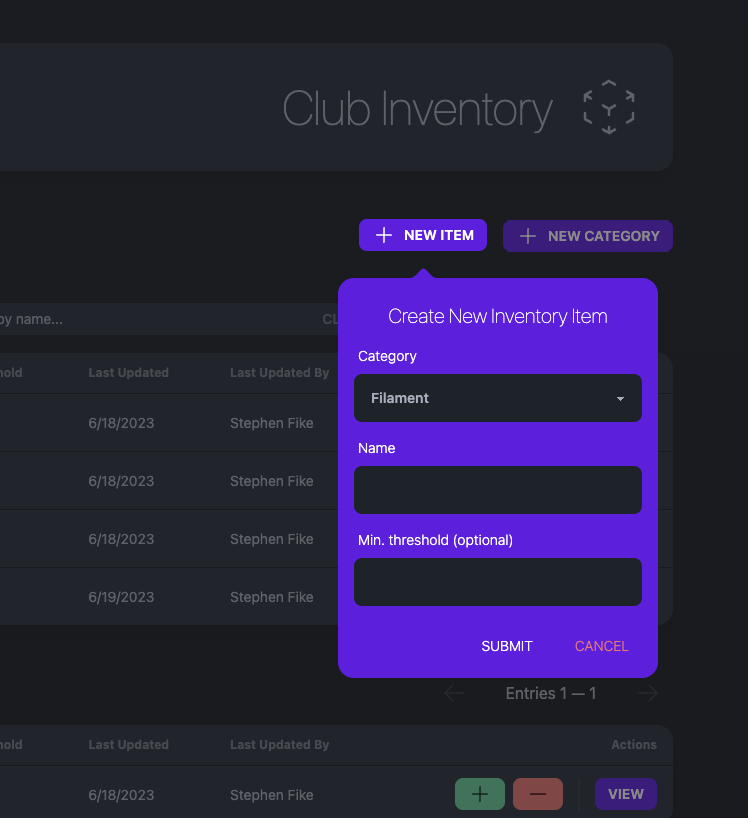 Club Inventory
NEW ITEM
NEW CATEGORY
by name...
Create New Inventory Item
Category
Filament
Name
Min. threshold (optional)
SUBMIT
CANCEL
Last Updated
Last Updated By
6/18/2023
Stephen Fike
6/18/2023
Stephen Fike
6/18/2023
Stephen Fike
6/19/2023
Stephen Fike
Entries 1 — 1
Last Updated
Last Updated By
Actions
6/18/2023
Stephen Fike
VIEW